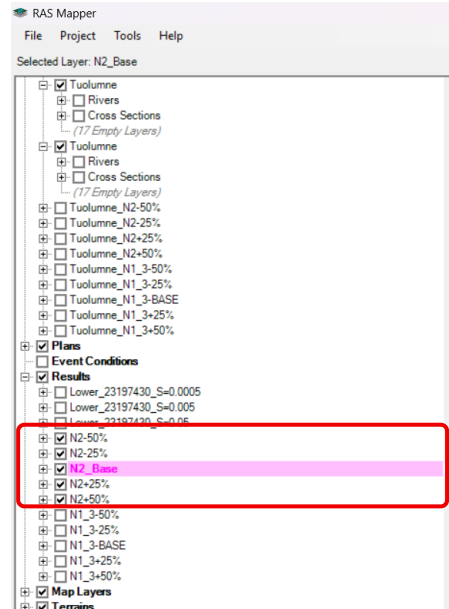 RAS Mapper
File Project Tools Help
Selected Layer: N2_Base
Tuolumne
Rivers
Cross Sections
(17 Empty Layers)
Tuolumne
Rivers
Cross Sections
(17 Empty Layers)
Tuolumne_N2-50%
Tuolumne_N2-25%
Tuolumne_N2+25%
Tuolumne_N2+50%
Tuolumne_N1_3-50%
Tuolumne_N1_3-25%
Tuolumne_N1_3-BASE
Tuolumne_N1_3+25%
Tuolumne_N1_3+50%
Plans
Event Conditions
Results
Lower_23197430_S=0.0005
Lower_23197430_S=0.005
Lower_23197430_S=0.05
N2-50%
N2-25%
N2_Base
N2+25%
N2+50%
N1_3-50%
N1_3-25%
N1_3-BASE
N1_3+25%
N1_3+50%
Map Layers
Terrains